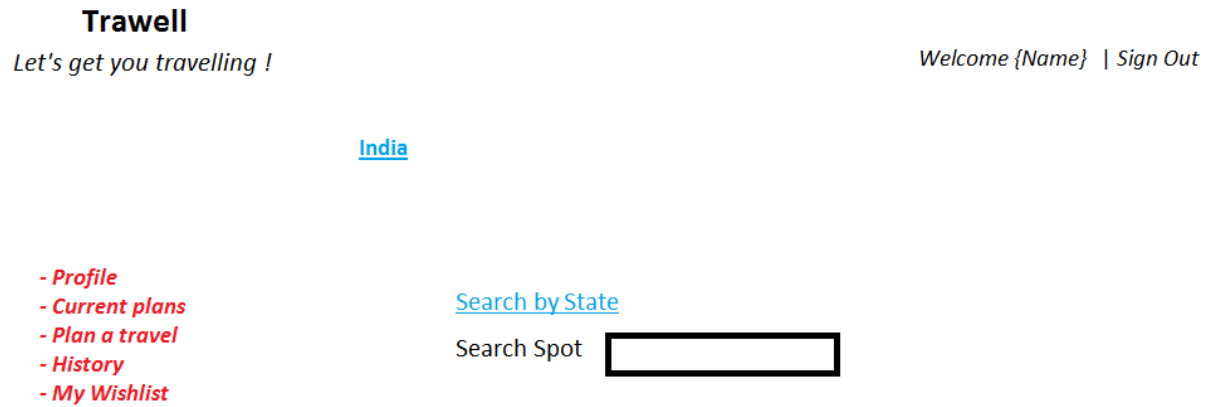 Trawell
Let's get you travelling !
Welcome {Name} | Sign Out
India
- Profile
- Current plans
- Plan a travel
- History
- My Wishlist
Search by State
Search Spot